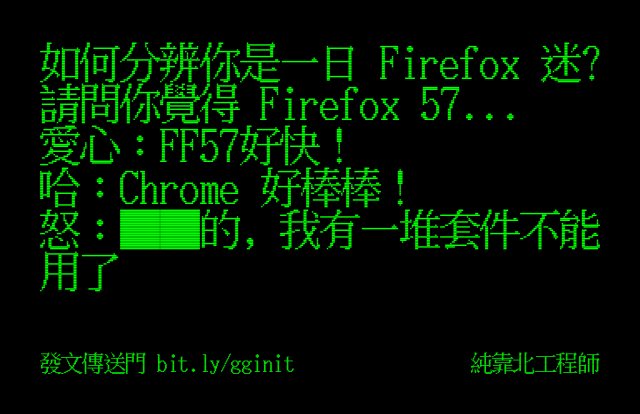 如何分辨你是一日 Firefox 迷?
請問你覺得 Firefox 57...
愛心：FF57好快！
哈：Chrome 好棒棒！
怒：▓▓▓▓的, 我有一堆套件不能
用了
發文傳送門 bit.ly/gginit
純靠北工程師